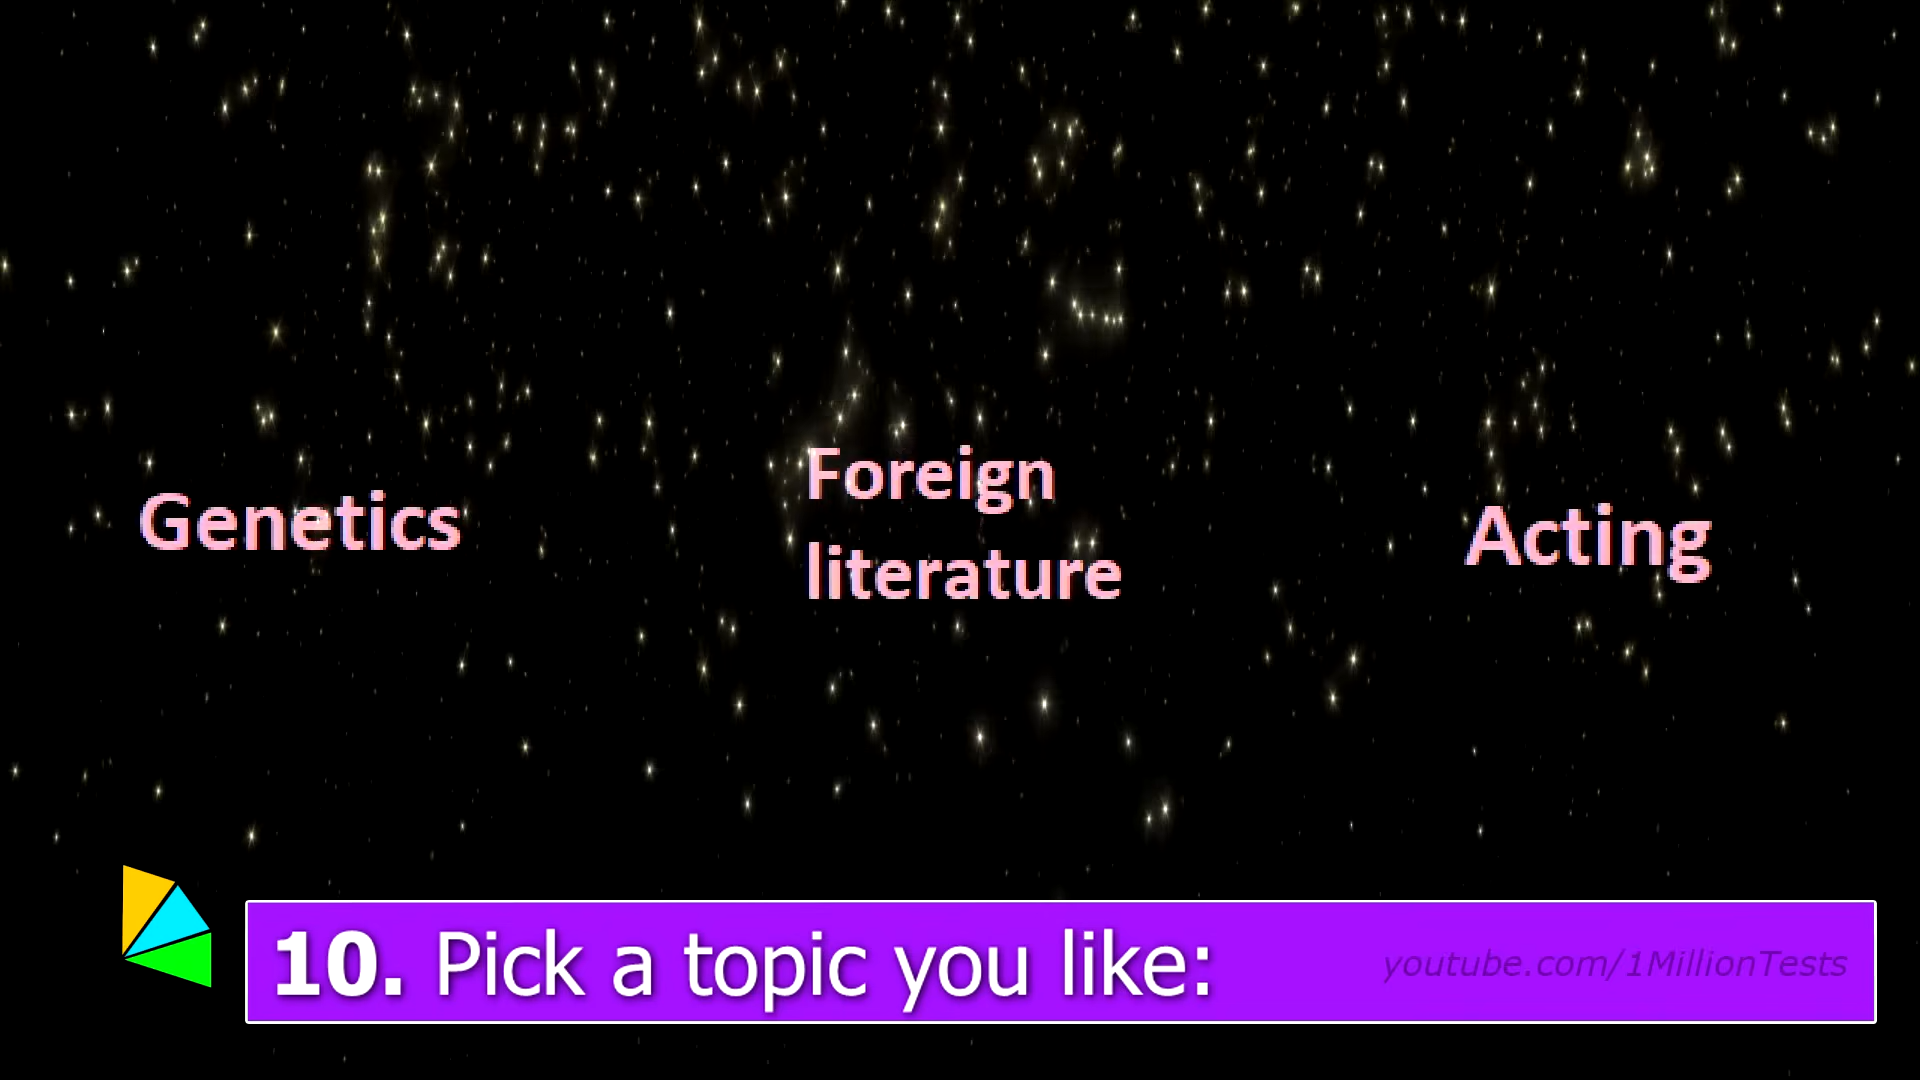 Genetics
Foreign
literature
Acting
10. Pick a topic you like:
youtube.com/1MillionTests